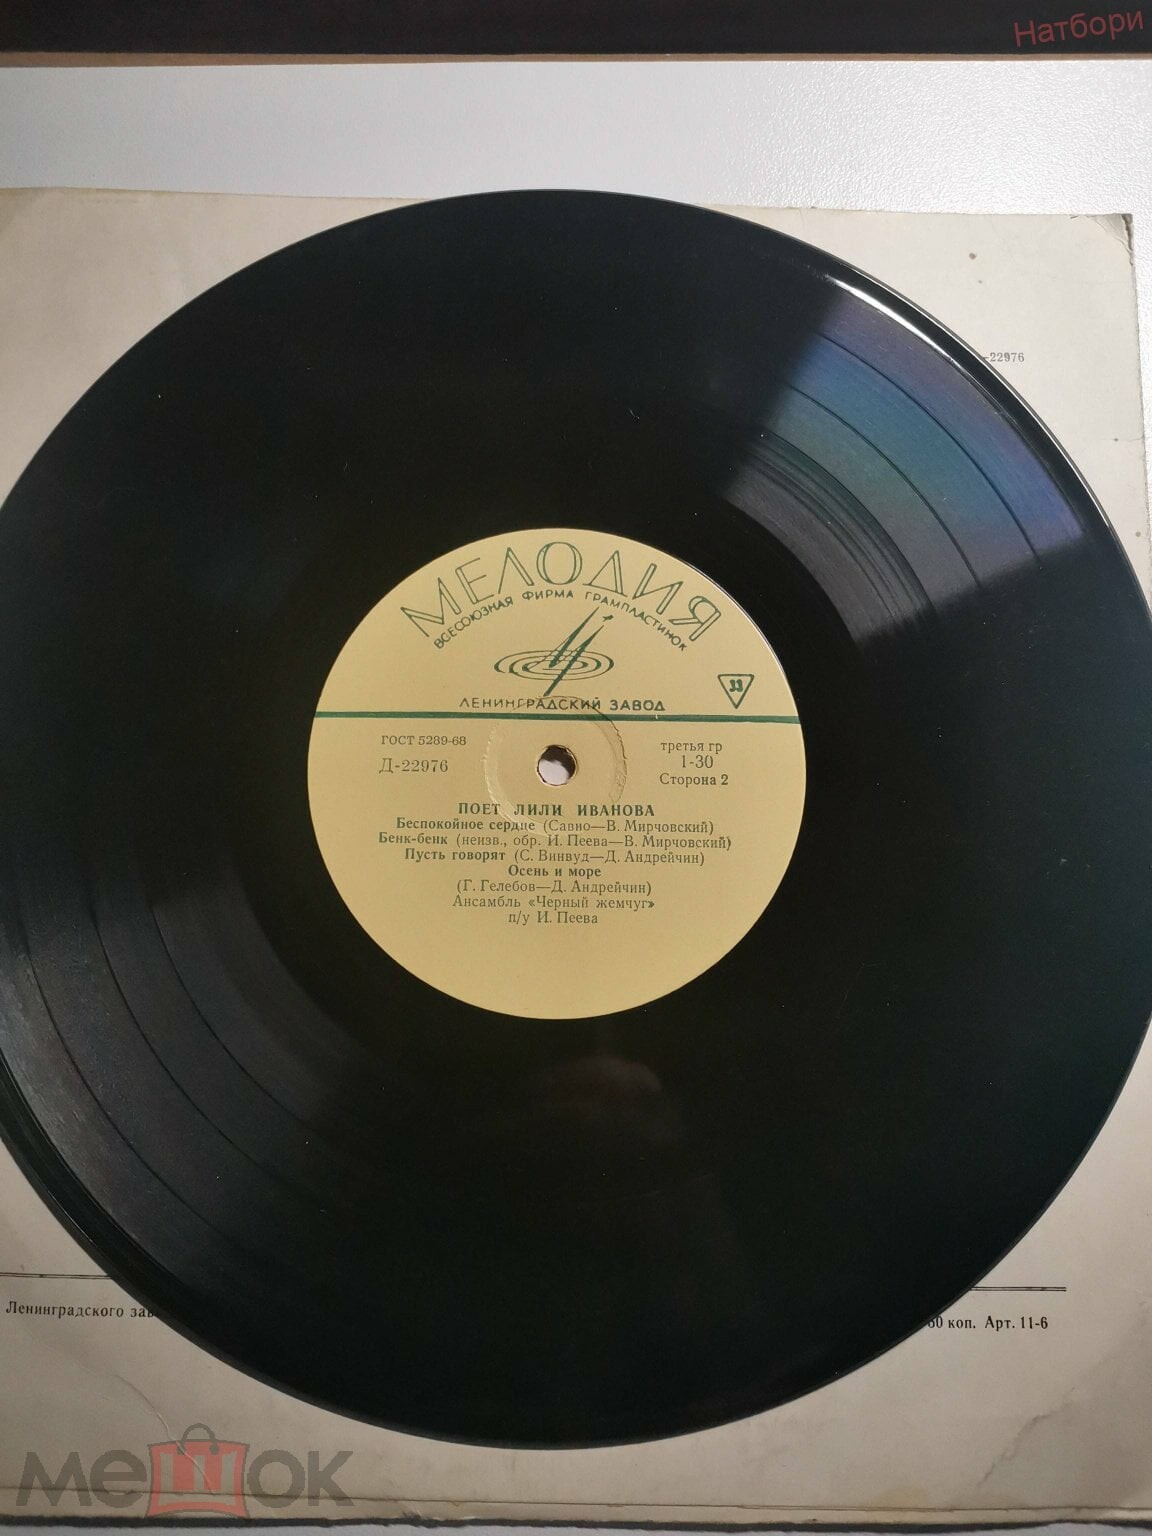 Натбори
-22976
МЕЛОДИЯ
ВСЕСОЮЗНАЯ ФИРМА ГРАМПЛАСТИНОК
ЛЕНИНГРАДСКИЙ ЗАВОД
33
ГОСТ 5289-68
Д-22976
третья гр
1-30
Сторона 2
ПОЕТ ЛИЛИ ИВАНОВА
Беспокойное сердце (Савно—В. Мирчовский)
Бенк-бенк (неизв., обр. И. Пеева—В. Мирчовский)
Пусть говорят (С. Винвуд—Д. Андрейчин)
Осень и море
(Г. Гелебов—Д. Андрейчин)
Ансамбль «Черный жемчуг»
п/у И. Пеева
Ленинградского зав
60 коп. Арт. 11-6
мешок